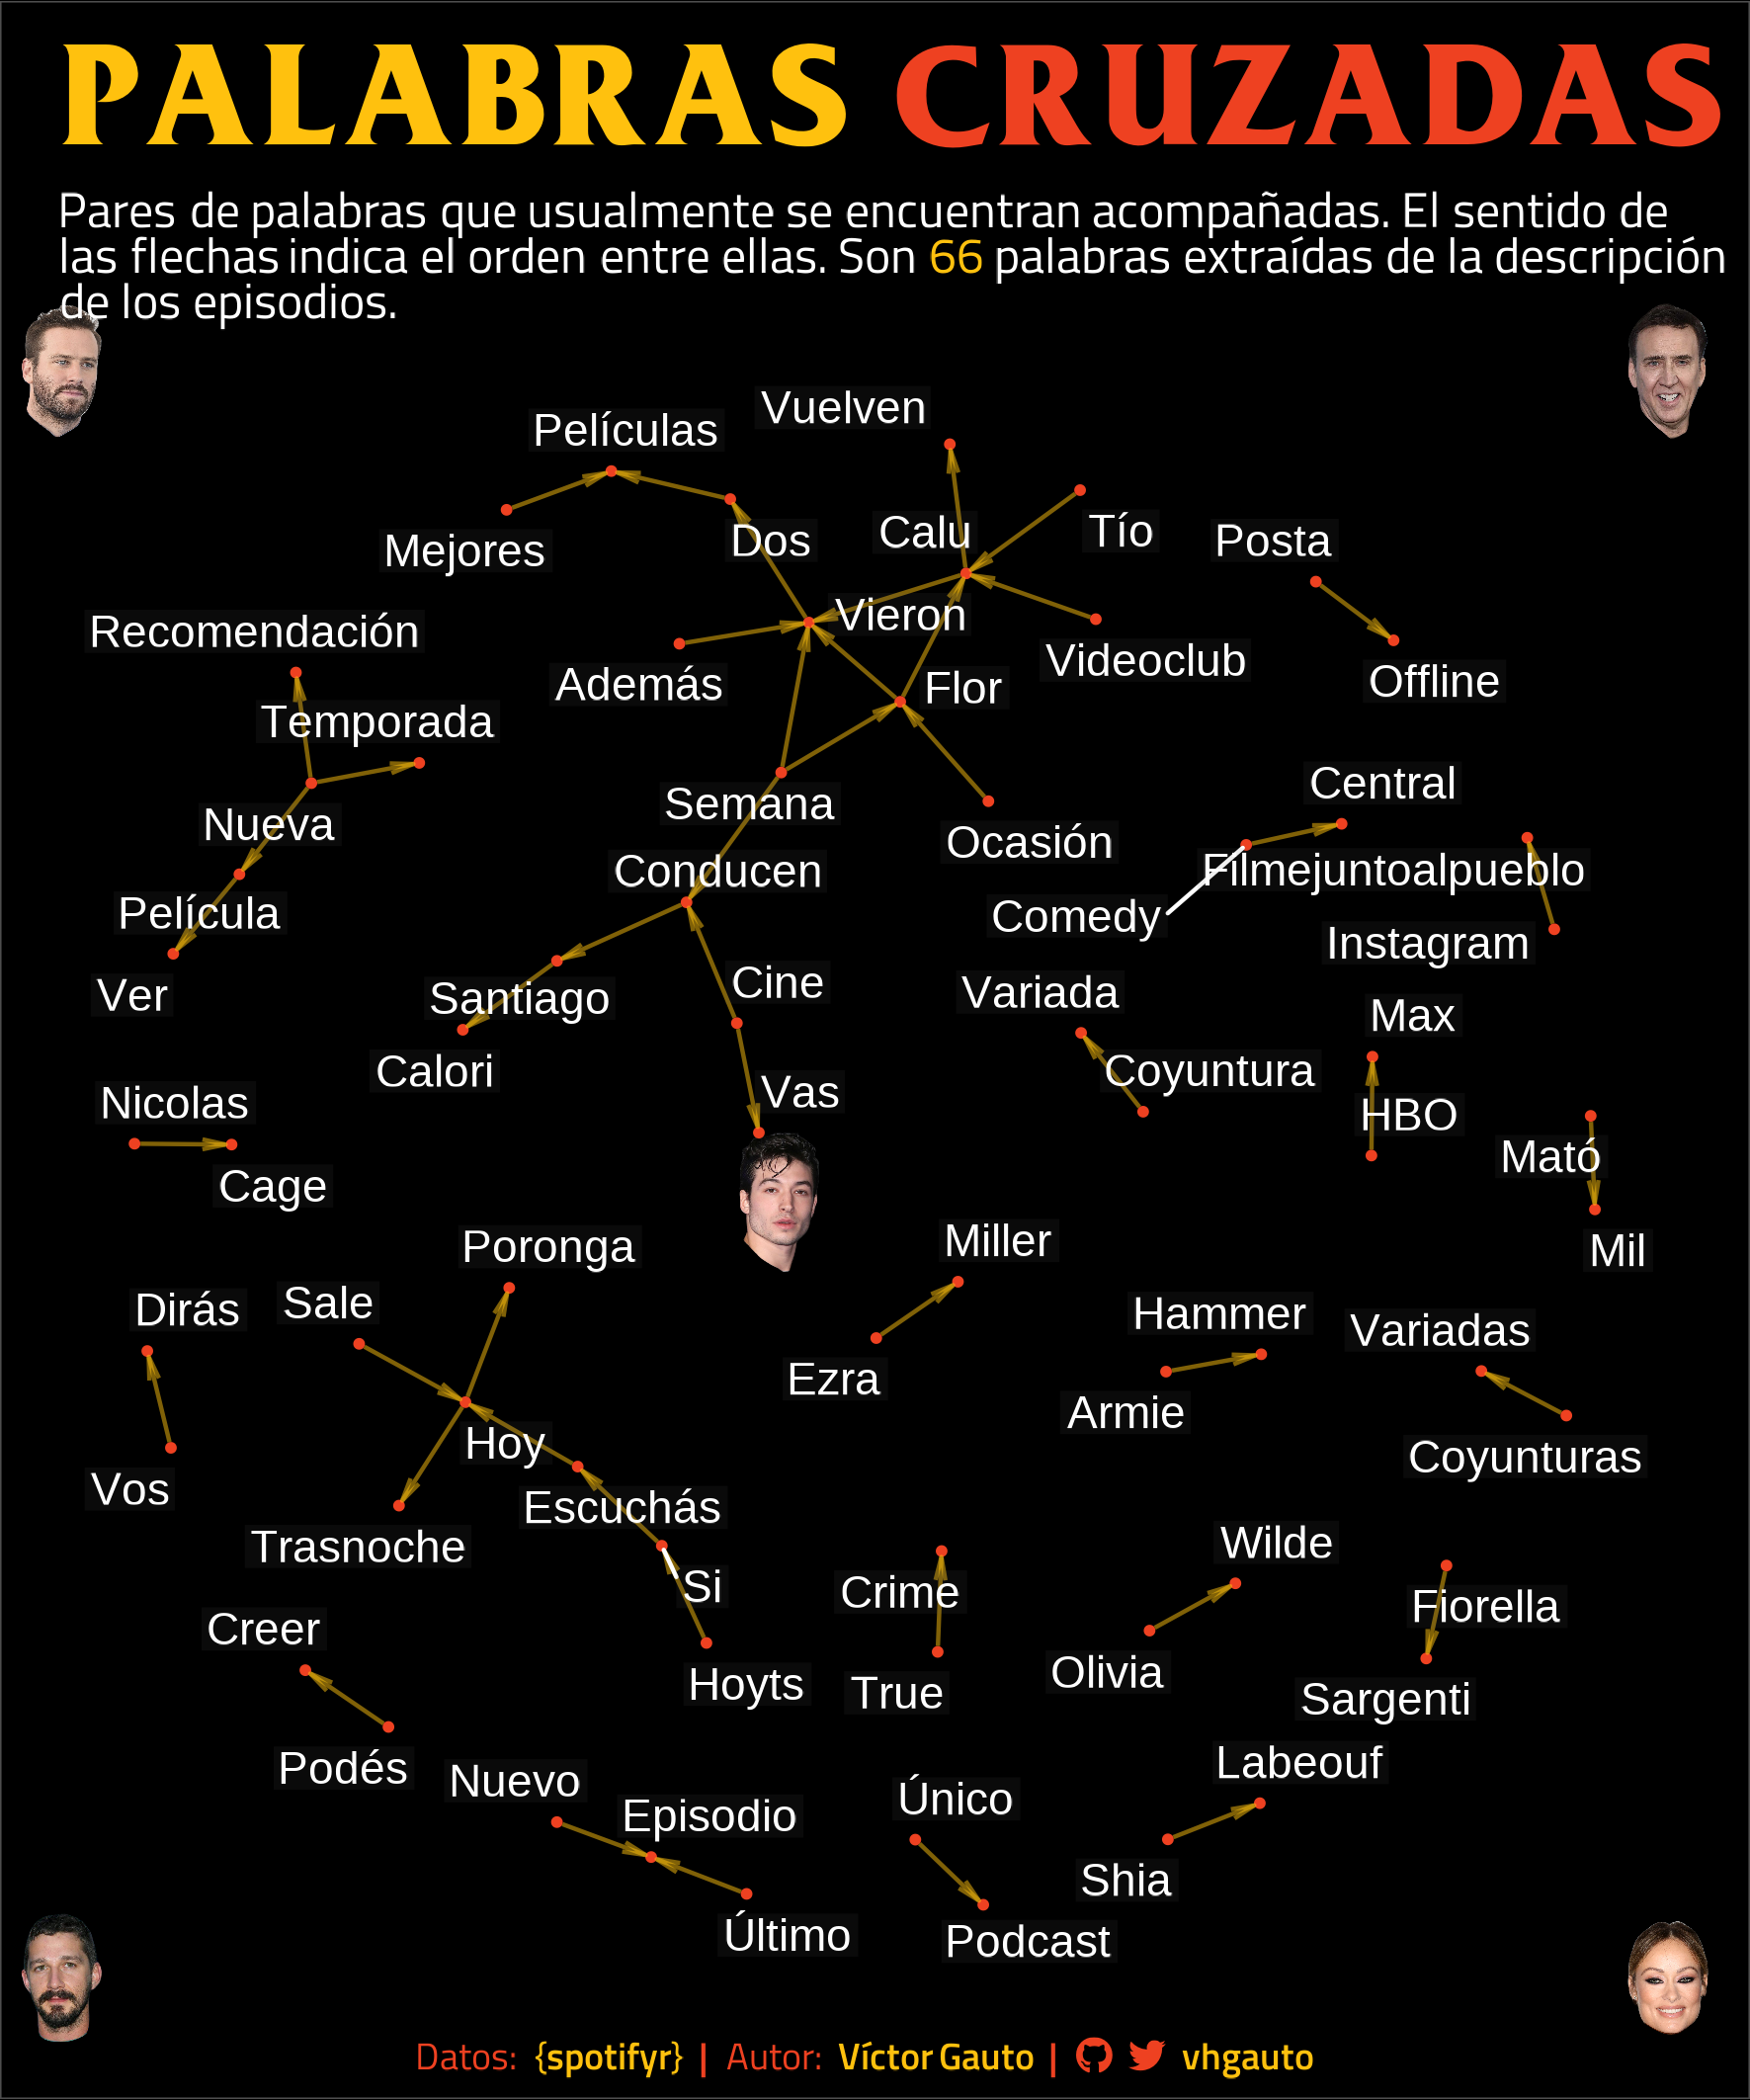 PALABRAS CRUZADAS
Pares de palabras que usualmente se encuentran acompañadas. El sentido de
las flechas indica el orden entre ellas. Son 66 palabras extraídas de la descripción
de los episodios.
Vuelven
Películas
Calu
Tío
Dos
Posta
Mejores
Vieron
Recomendación
Videoclub
Además
Offline
Flor
Temporada
Central
Semana
Nueva
Ocasión
Conducen
Filmejuntoalpueblo
Película
Comedy
Instagram
Cine
Variada
Ver
Santiago
Max
Calori
Coyuntura
Vas
Nicolas
HBO
Mató
Cage
Miller
Poronga
Mil
Sale
Dirás
Hammer
Variadas
Ezra
Armie
Hoy
Coyunturas
Vos
Escuchás
Trasnoche
Wilde
Si
Crime
Fiorella
Creer
Olivia
Hoyts
True
Sargenti
Podés
Labeouf
Nuevo
Único
Episodio
Shia
Último
Podcast
Datos: {spotifyr} | Autor: Víctor Gauto | vhgauto